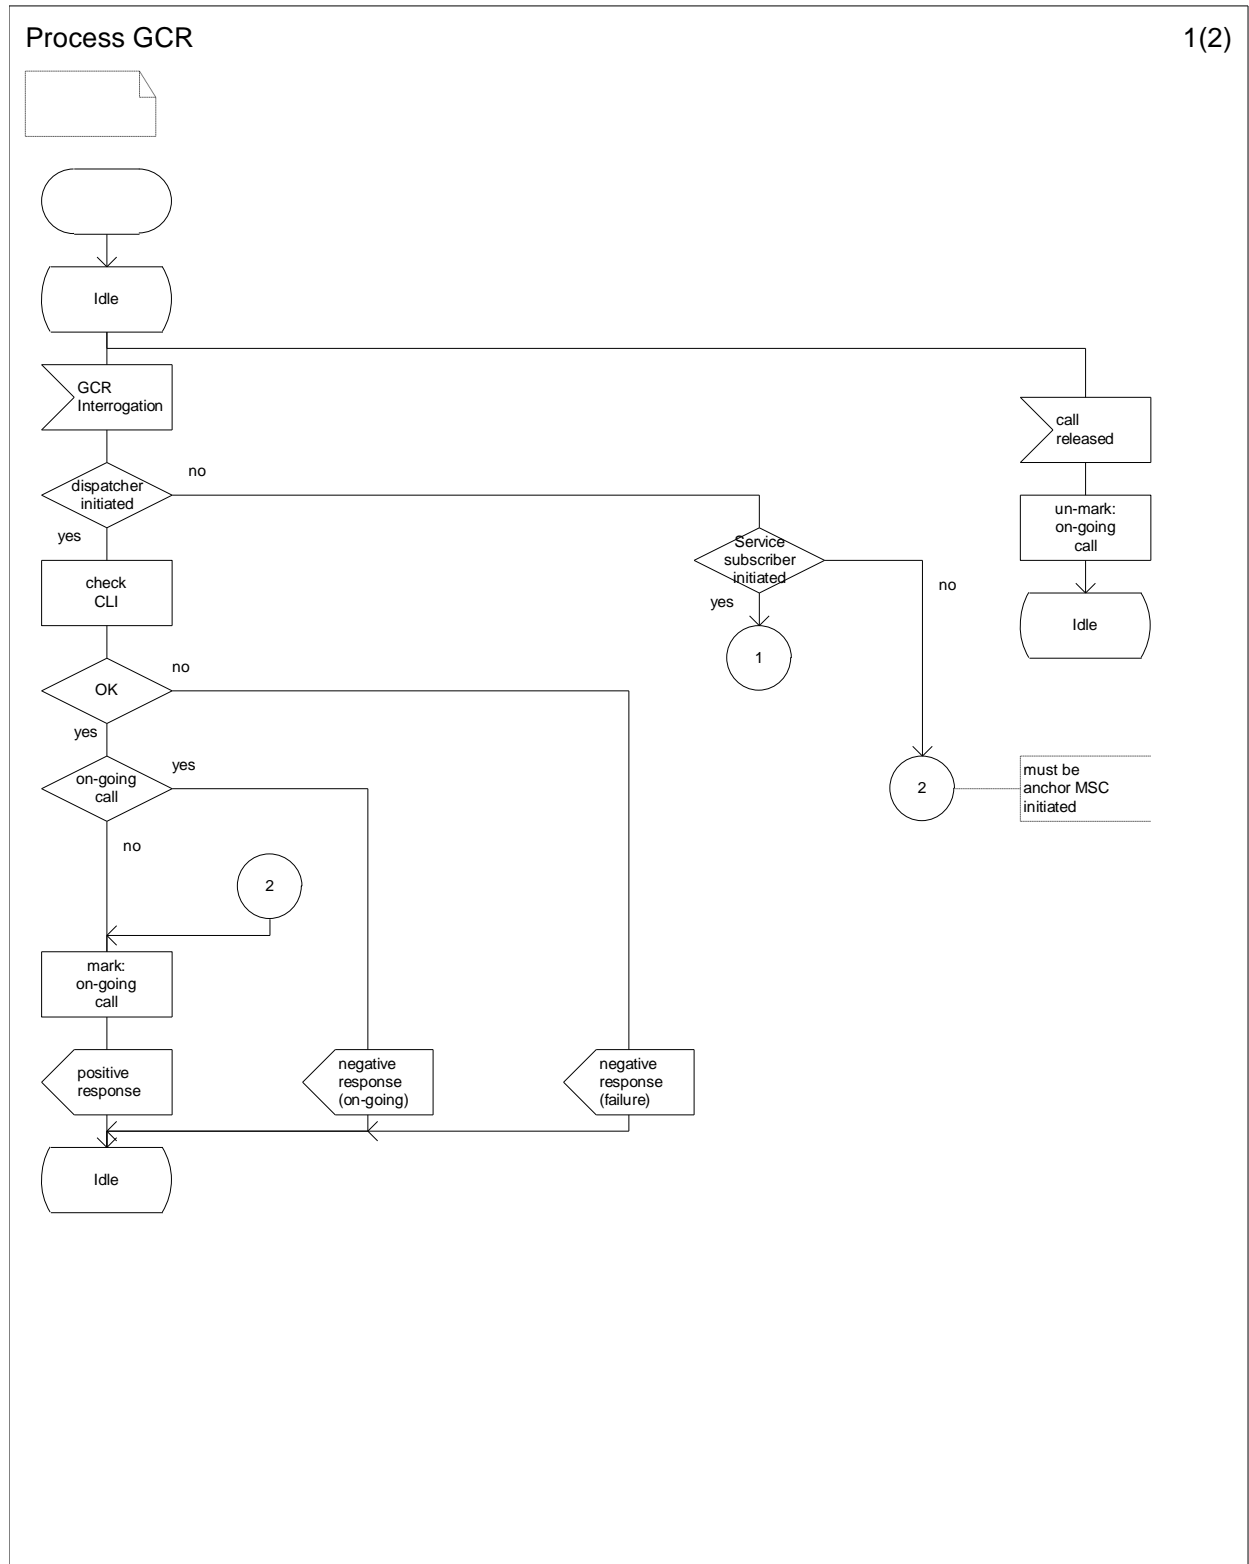 Process GCR
1(2)
Idle
GCR
Interrogation
call
released
dispatcher
initiated
no
yes
un-mark:
on-going
call
Service
subscriber
initiated
no
yes
check
CLI
Idle
1
OK
no
yes
on-going
call
yes
no
2
must be
anchor MSC
initiated
2
mark:
on-going
call
positive
response
negative
response
(on-going)
negative
response
(failure)
Idle